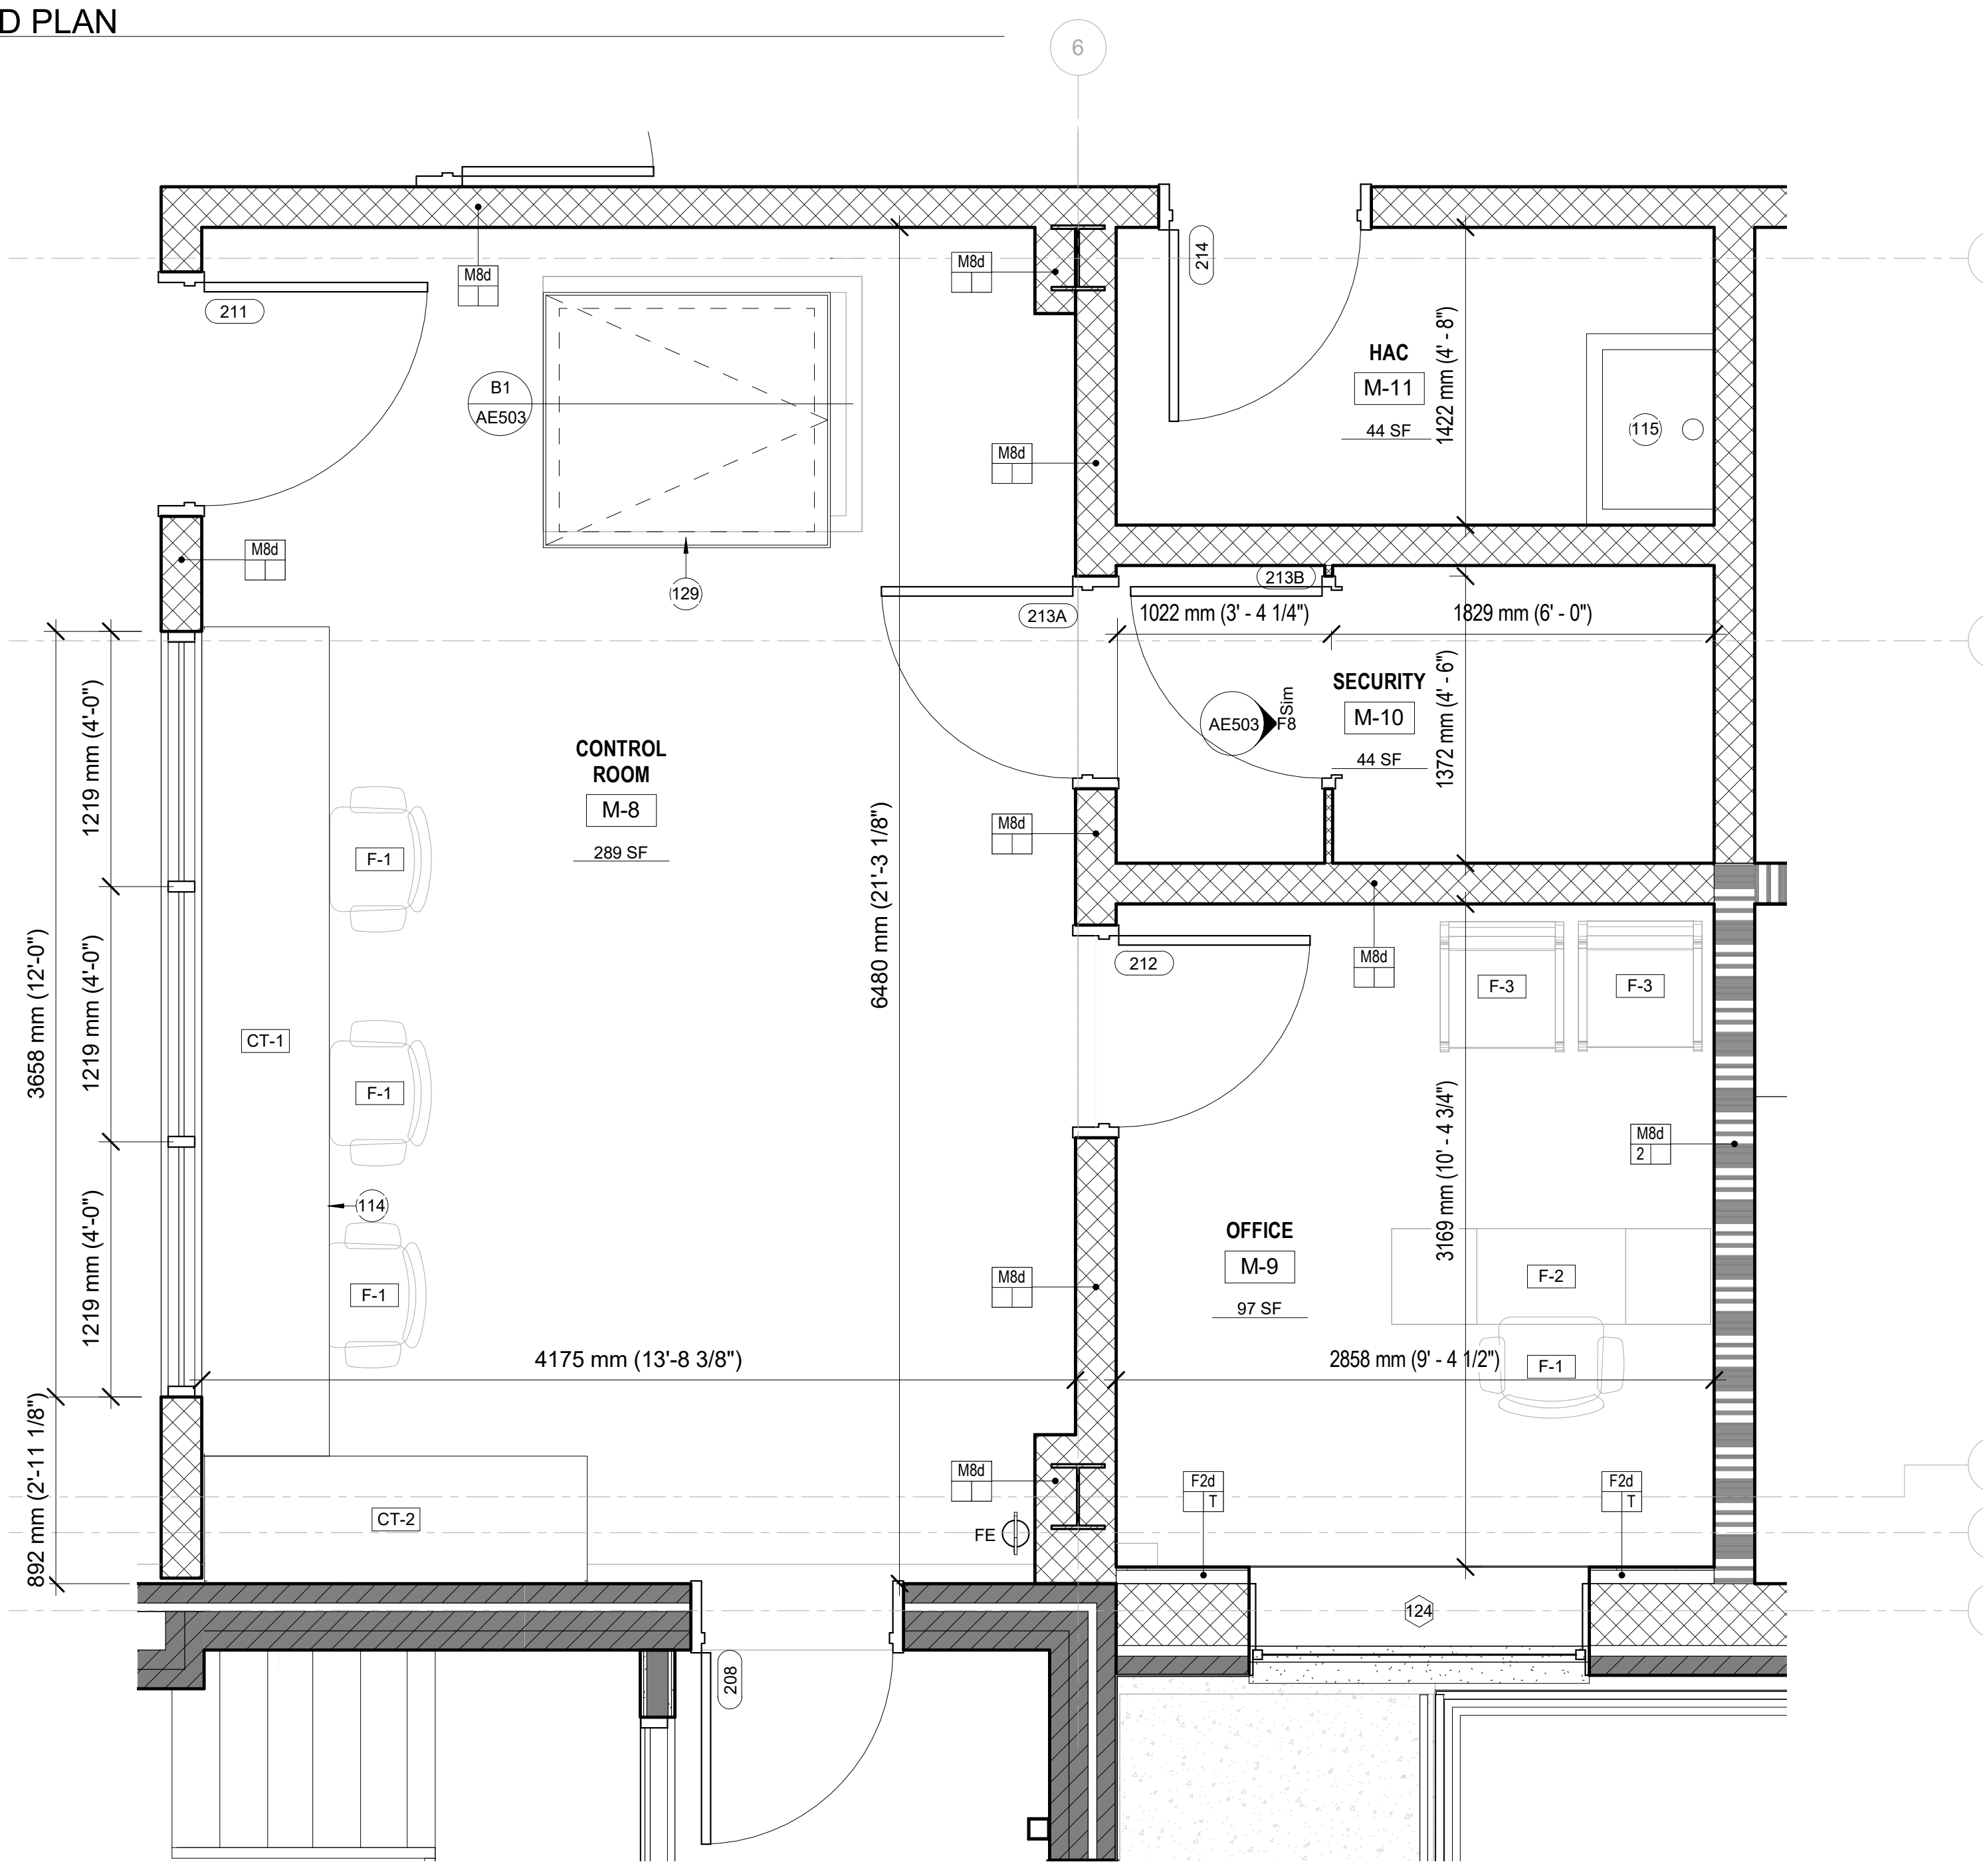 D PLAN
6
M8d
211
B1
AE503
129
M8d
M8d
214
HAC
M-11
44 SF
1422 mm (4' - 8")
115
M8d
213A
213B
1022 mm (3' - 4 1/4")
1829 mm (6' - 0")
SECURITY
M-10
44 SF
1372 mm (4' - 6")
AE503
F8
Sim
CONTROL
ROOM
M-8
289 SF
6480 mm (21'-3 1/8")
M8d
3658 mm (12'-0")
1219 mm (4'-0")
1219 mm (4'-0")
1219 mm (4'-0")
892 mm (2'-11 1/8")
F-1
CT-1
F-1
114
F-1
4175 mm (13'-8 3/8")
CT-2
212
M8d
F-3
F-3
M8d
2
3169 mm (10' - 4 3/4")
OFFICE
M-9
97 SF
F-2
F-1
2858 mm (9' - 4 1/2")
M8d
M8d
FE
F2d
T
F2d
T
124
208